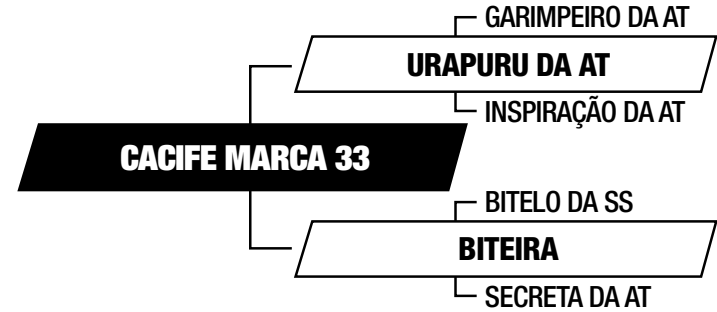 GARIMPEIRO DA AT
URAPURU DA AT
INSPIRAÇÃO DA AT
CACIFE MARCA 33
BITELO DA SS
BITEIRA
SECRETA DA AT